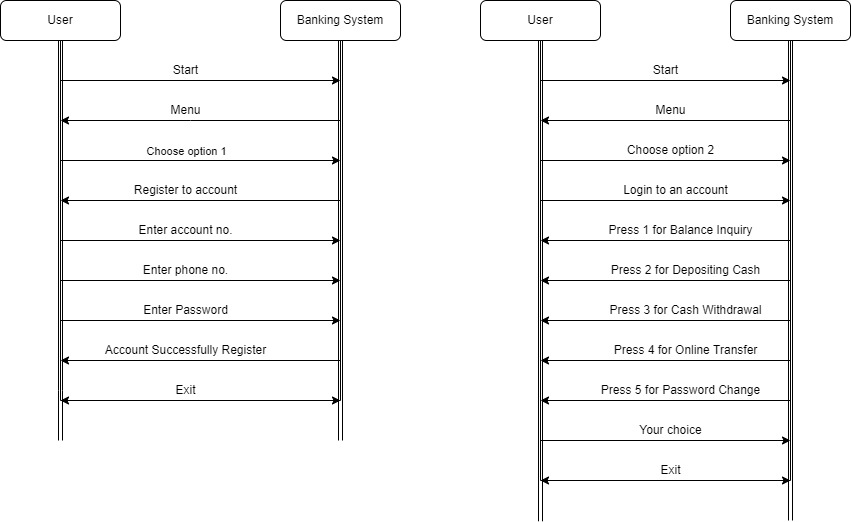 User
Banking System
Start
Menu
Choose option 1
Register to account
Enter account no.
Enter phone no.
Enter Password
Account Successfully Register
Exit
User
Banking System
Start
Menu
Choose option 2
Login to an account
Press 1 for Balance Inquiry
Press 2 for Depositing Cash
Press 3 for Cash Withdrawal
Press 4 for Online Transfer
Press 5 for Password Change
Your choice
Exit